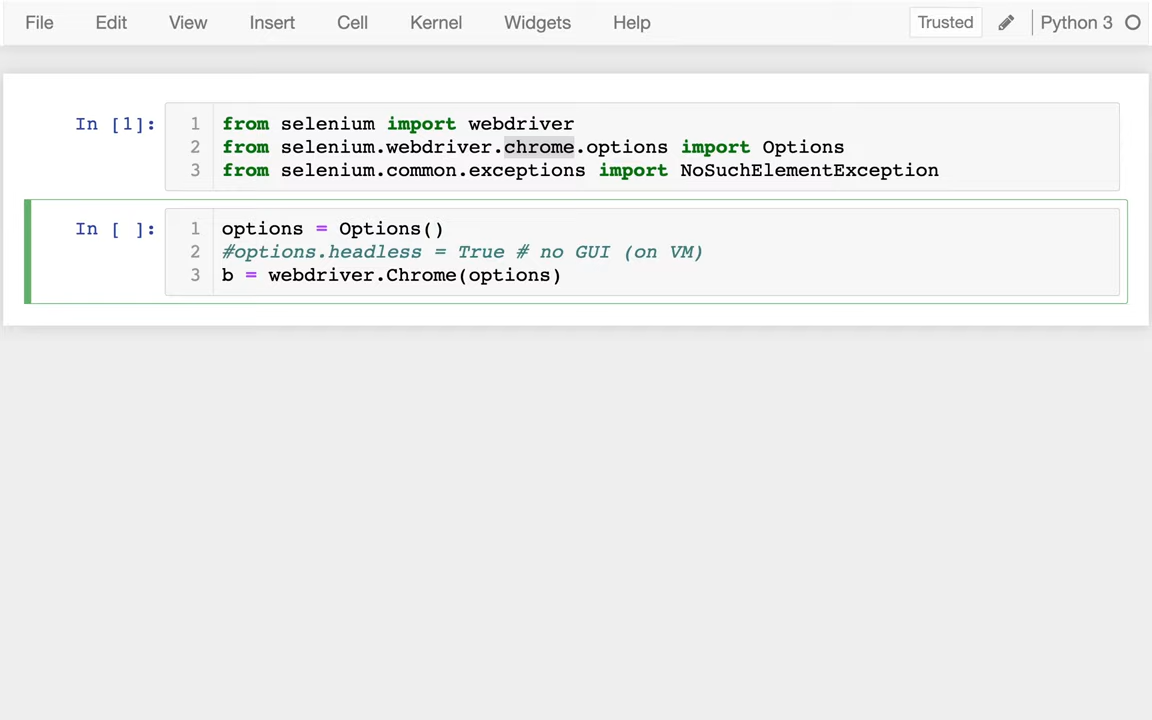 File Edit View Insert Cell Kernel Widgets Help Trusted Python 3
In [1]:
1 from selenium import webdriver
2 from selenium.webdriver.chrome.options import Options
3 from selenium.common.exceptions import NoSuchElementException
In [ ]:
1 options = Options()
2 #options.headless = True # no GUI (on VM)
3 b = webdriver.Chrome(options)